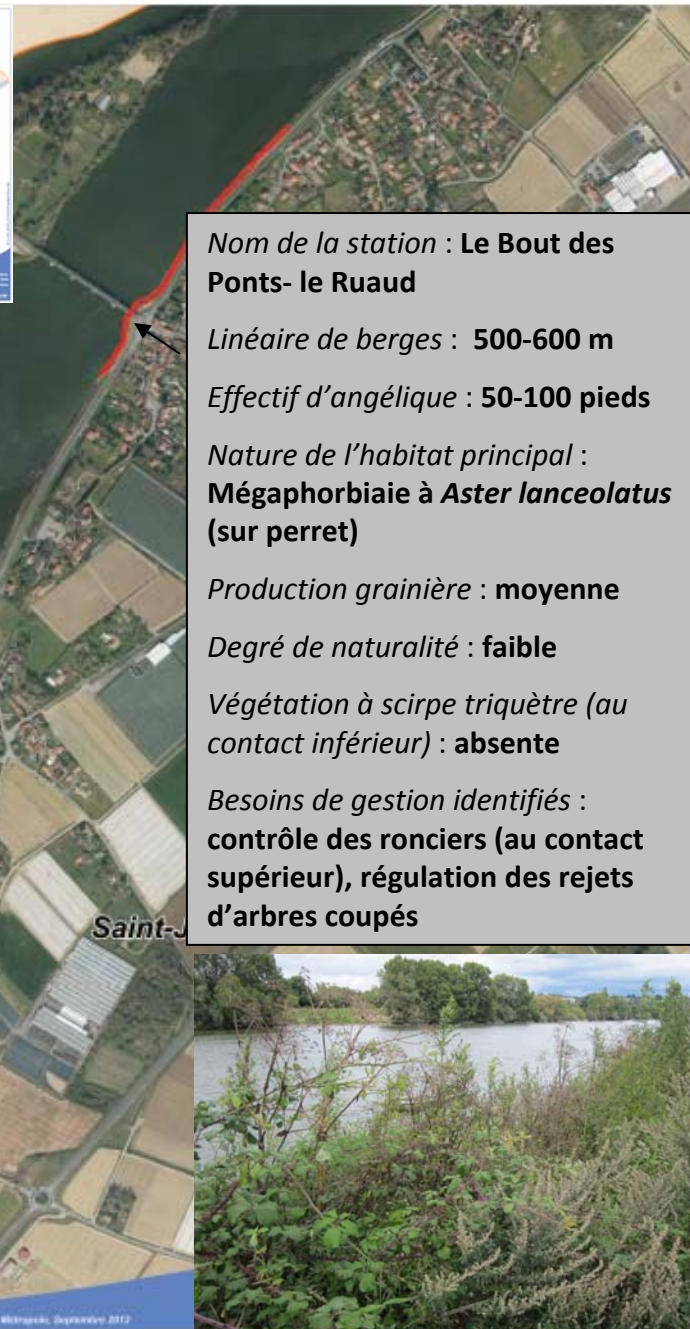 Nom de la station : Le Bout des
Ponts- le Ruaud
Linéaire de berges : 500-600 m
Effectif d’angélique : 50-100 pieds
Nature de l’habitat principal :
Mégaphorbiaie à Aster lanceolatus
(sur perret)
Production grainière : moyenne
Degré de naturalité : faible
Végétation à scirpe triquètre (au
contact inférieur) : absente
Besoins de gestion identifiés :
contrôle des ronciers (au contact
supérieur), régulation des rejets
d’arbres coupés
Saint-J
Métropole, Septembre 2012